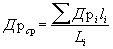 Др_ср = ∑Др_i l_i / L_i